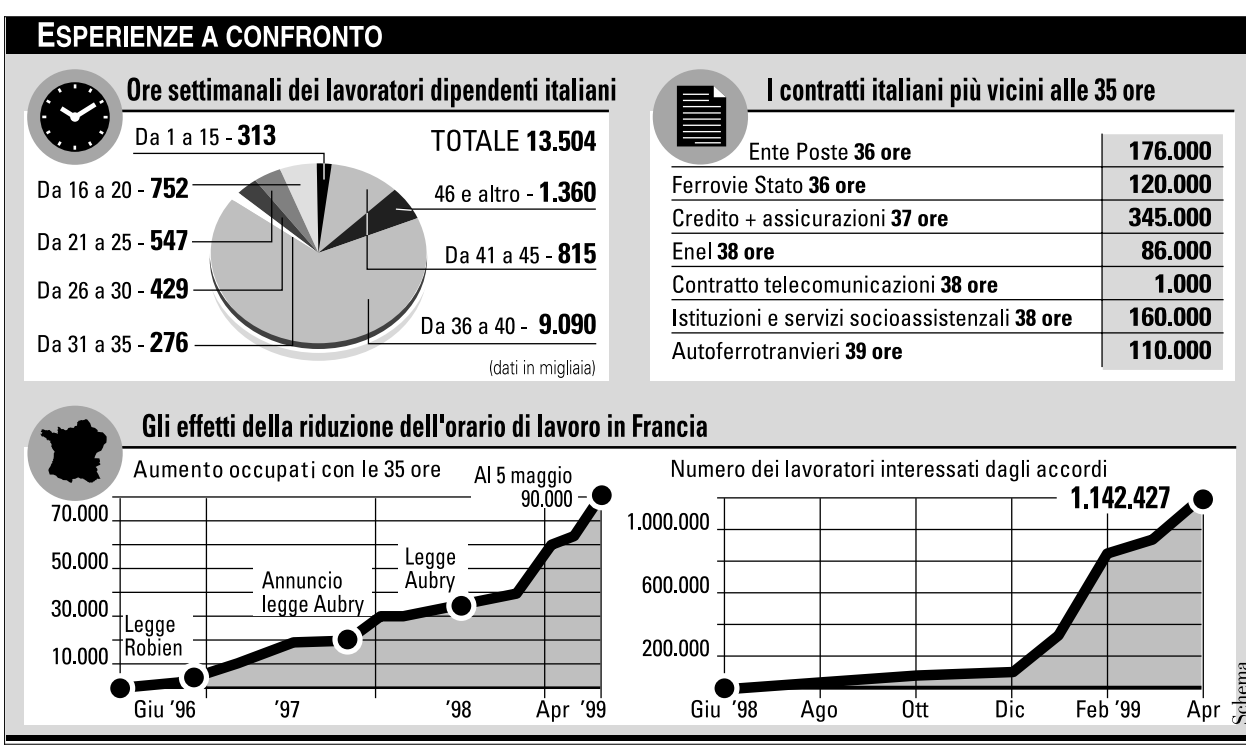 ESPERIENZE A CONFRONTO
Ore settimanali dei lavoratori dipendenti italiani
Da 1 a 15 - 313
TOTALE 13.504
Da 16 a 20 - 752
46 e altro - 1.360
Da 21 a 25 - 547
Da 41 a 45 - 815
Da 26 a 30 - 429
Da 36 a 40 - 9.090
Da 31 a 35 - 276
(dati in migliaia)
I contratti italiani più vicini alle 35 ore
Ente Poste 36 ore 176.000
Ferrovie Stato 36 ore 120.000
Credito + assicurazioni 37 ore 345.000
Enel 38 ore 86.000
Contratto telecomunicazioni 38 ore 1.000
Istituzioni e servizi socioassistenzali 38 ore 160.000
Autoferrotranvieri 39 ore 110.000
Gli effetti della riduzione dell'orario di lavoro in Francia
Aumento occupati con le 35 ore
Al 5 maggio
90.000
70.000
50.000
30.000
10.000
Legge
Robien
Annuncio
legge Aubry
Legge
Aubry
Giu '96 '97 '98 Apr '99
Numero dei lavoratori interessati dagli accordi
1.142.427
1.000.000
600.000
200.000
Giu '98 Ago Ott Dic Feb '99 Apr
Schema